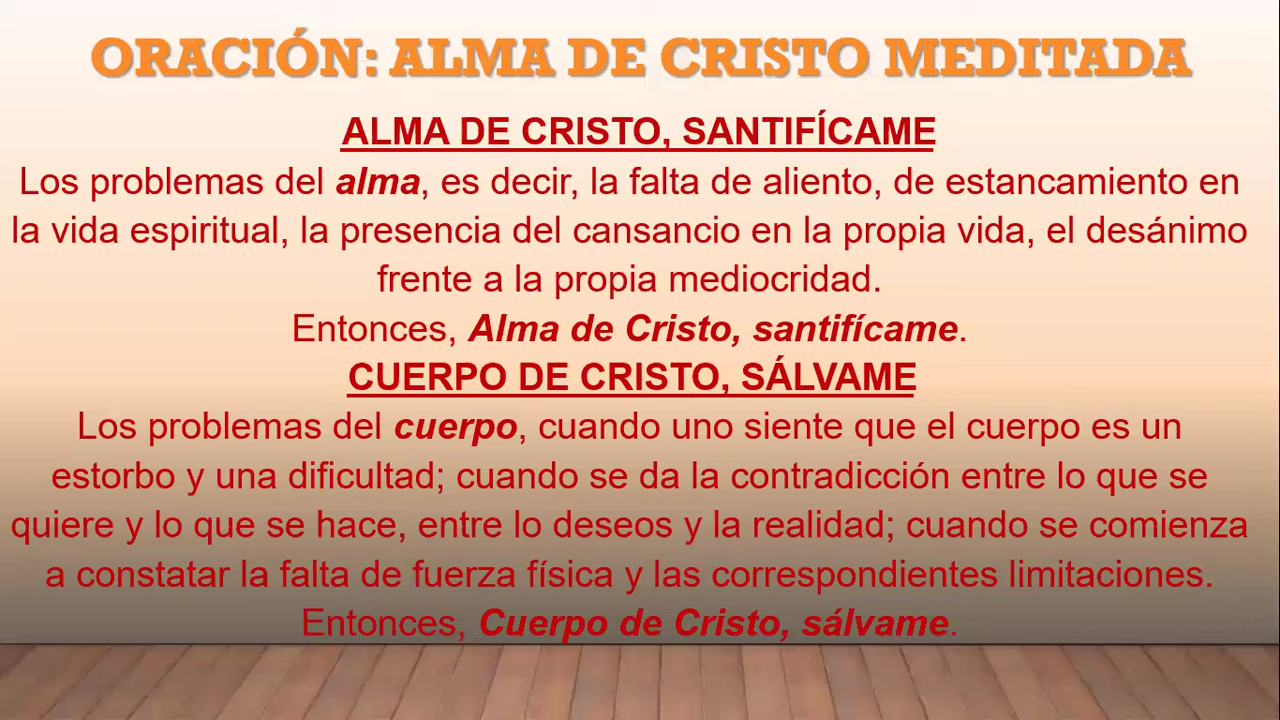 ORACIÓN: ALMA DE CRISTO MEDITADA
ALMA DE CRISTO, SANTIFÍCAME
Los problemas del alma, es decir, la falta de aliento, de estancamiento en
la vida espiritual, la presencia del cansancio en la propia vida, el desánimo
frente a la propia mediocridad.
Entonces, Alma de Cristo, santifícame.
CUERPO DE CRISTO, SÁLVAME
Los problemas del cuerpo, cuando uno siente que el cuerpo es un
estorbo y una dificultad; cuando se da la contradicción entre lo que se
quiere y lo que se hace, entre lo deseos y la realidad; cuando se comienza
a constatar la falta de fuerza física y las correspondientes limitaciones.
Entonces, Cuerpo de Cristo, sálvame.